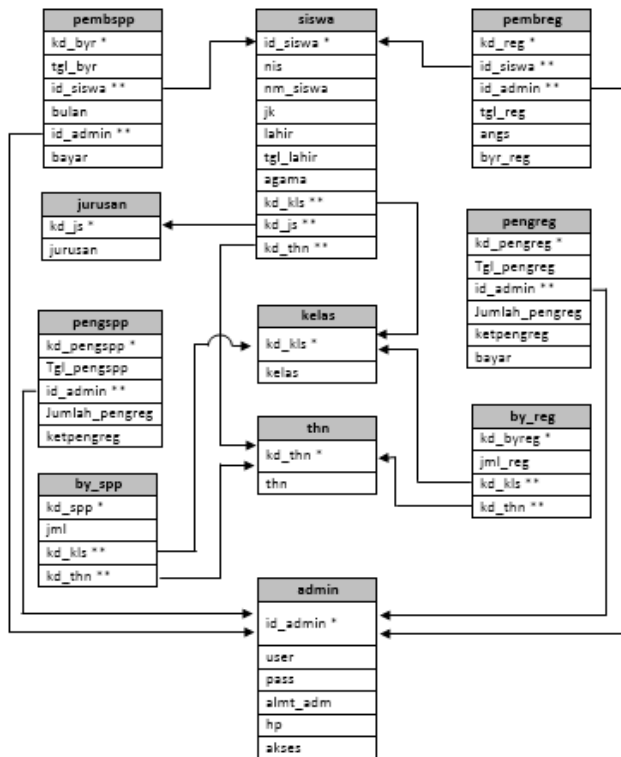 pembspp
kd_byr *
tgl_byr
id_siswa **
bulan
id_admin **
bayar
siswa
id_siswa *
nis
nm_siswa
jk
lahir
tgl_lahir
agama
kd_kls **
kd_js **
kd_thn **
pembreg
kd_reg *
id_siswa **
id_admin **
tgl_reg
angs
byr_reg
jurusan
kd_js *
jurusan
pengreg
kd_pengreg *
Tgl_pengreg
id_admin **
Jumlah_pengreg
ketpengreg
bayar
pengspp
kd_pengspp *
Tgl_pengspp
id_admin **
Jumlah_pengreg
ketpengreg
kelas
kd_kls *
kelas
thn
kd_thn *
thn
by_reg
kd_byreg *
jml_reg
kd_kls **
kd_thn **
by_spp
kd_spp *
jml
kd_kls **
kd_thn **
admin
id_admin *
user
pass
almt_adm
hp
akses